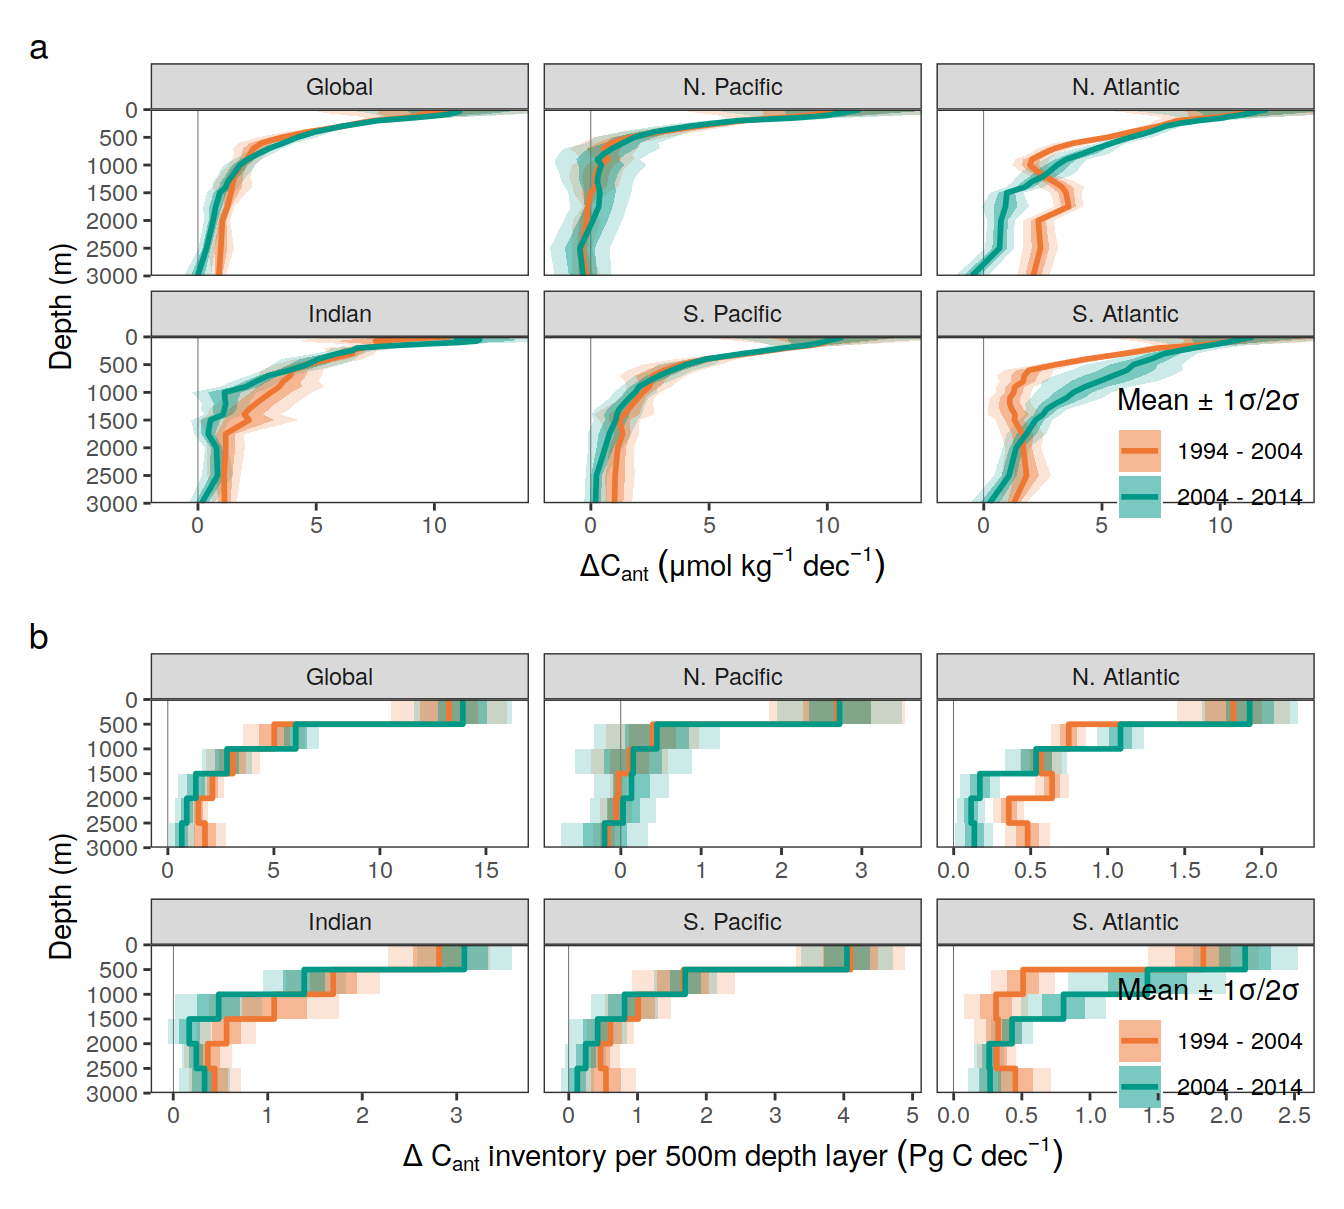 a
Global
N. Pacific
N. Atlantic
0
500
1000
1500
2000
2500
3000
Indian
S. Pacific
S. Atlantic
0
500
1000
1500
2000
2500
3000
Depth (m)
Mean ± 1σ/2σ
1994 - 2004
2004 - 2014
0 5 10
0 5 10
0 5 10
ΔCant (μmol kg−1 dec−1)
b
Global
N. Pacific
N. Atlantic
0
500
1000
1500
2000
2500
3000
0 5 10 15
0 1 2 3
0.0 0.5 1.0 1.5 2.0
Indian
S. Pacific
S. Atlantic
0
500
1000
1500
2000
2500
3000
Depth (m)
Mean ± 1σ/2σ
1994 - 2004
2004 - 2014
0 1 2 3
0 1 2 3 4 5
0.0 0.5 1.0 1.5 2.0 2.5
Δ Cant inventory per 500m depth layer (Pg C dec−1)